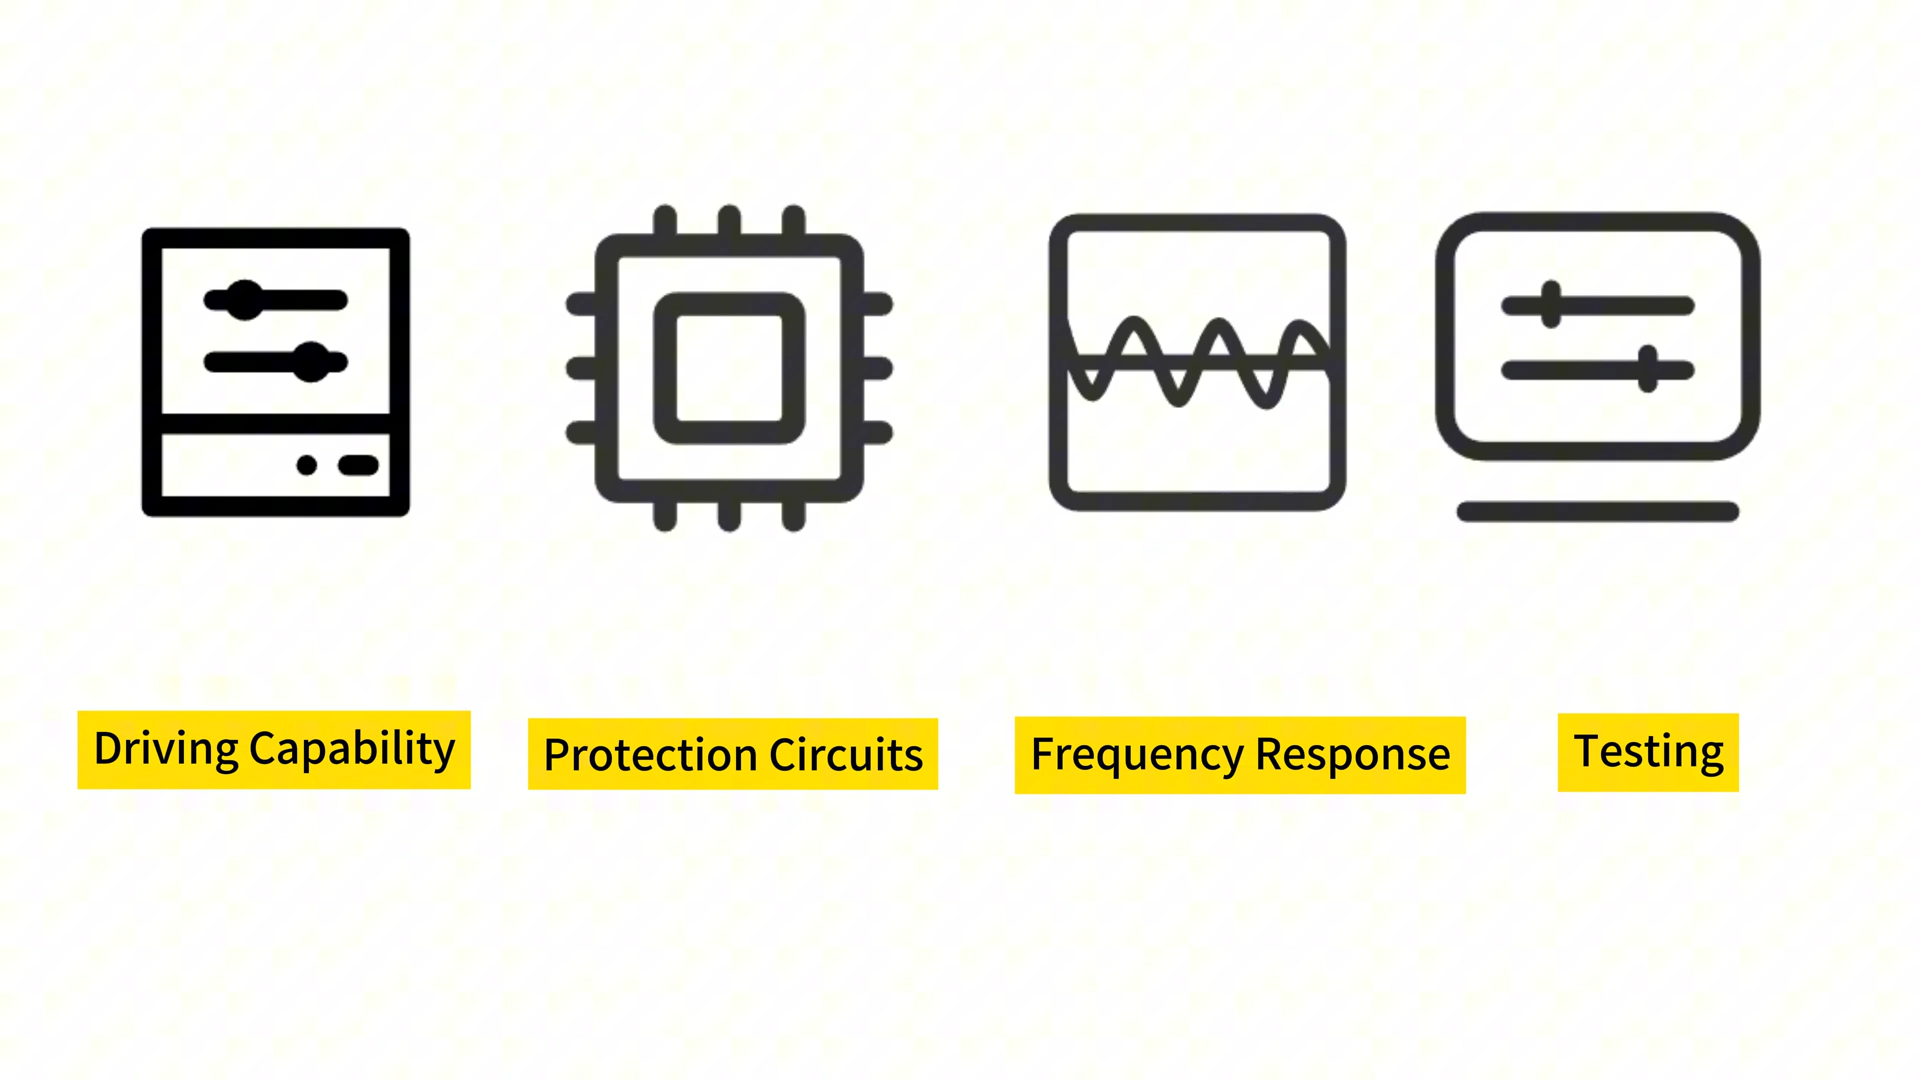 Driving Capability
Protection Circuits
Frequency Response
Testing